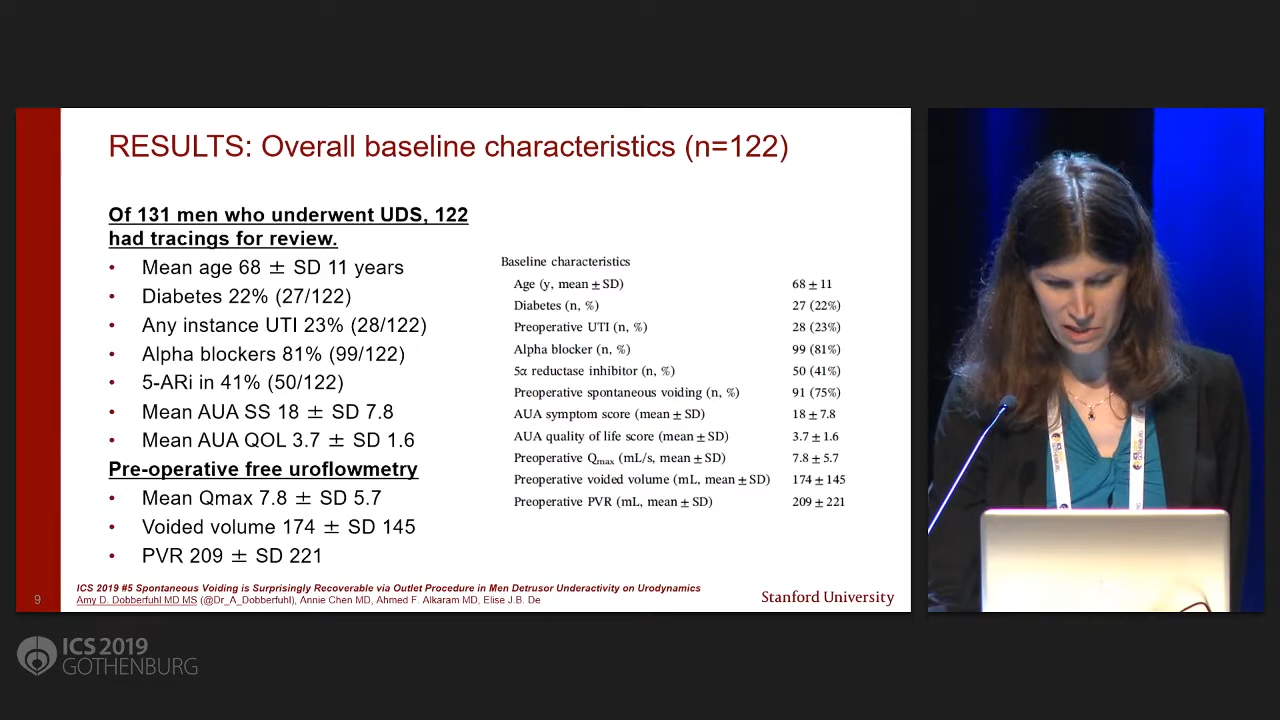 RESULTS: Overall baseline characteristics (n=122)
Of 131 men who underwent UDS, 122
had tracings for review.
• Mean age 68 ± SD 11 years
• Diabetes 22% (27/122)
• Any instance UTI 23% (28/122)
• Alpha blockers 81% (99/122)
• 5-ARi in 41% (50/122)
• Mean AUA SS 18 ± SD 7.8
• Mean AUA QOL 3.7 ± SD 1.6
Pre-operative free uroflowmetry
• Mean Qmax 7.8 ± SD 5.7
• Voided volume 174 ± SD 145
• PVR 209 ± SD 221
Baseline characteristics
Age (y, mean ± SD) 68 ± 11
Diabetes (n, %) 27 (22%)
Preoperative UTI (n, %) 28 (23%)
Alpha blocker (n, %) 99 (81%)
5α reductase inhibitor (n, %) 50 (41%)
Preoperative spontaneous voiding (n, %) 91 (75%)
AUA symptom score (mean ± SD) 18 ± 7.8
AUA quality of life score (mean ± SD) 3.7 ± 1.6
Preoperative Qmax (mL/s, mean ± SD) 7.8 ± 5.7
Preoperative voided volume (mL, mean ± SD) 174 ± 145
Preoperative PVR (mL, mean ± SD) 209 ± 221
ICS 2019 #5 Spontaneous Voiding is Surprisingly Recoverable via Outlet Procedure in Men Detrusor Underactivity on Urodynamics
Amy D. Dobberfuhl MD MS (@Dr_A_Dobberfuhl), Annie Chen MD, Ahmed F. Alkaram MD, Elise J.B. De
9
Stanford University
ICS 2019
GOTHENBURG